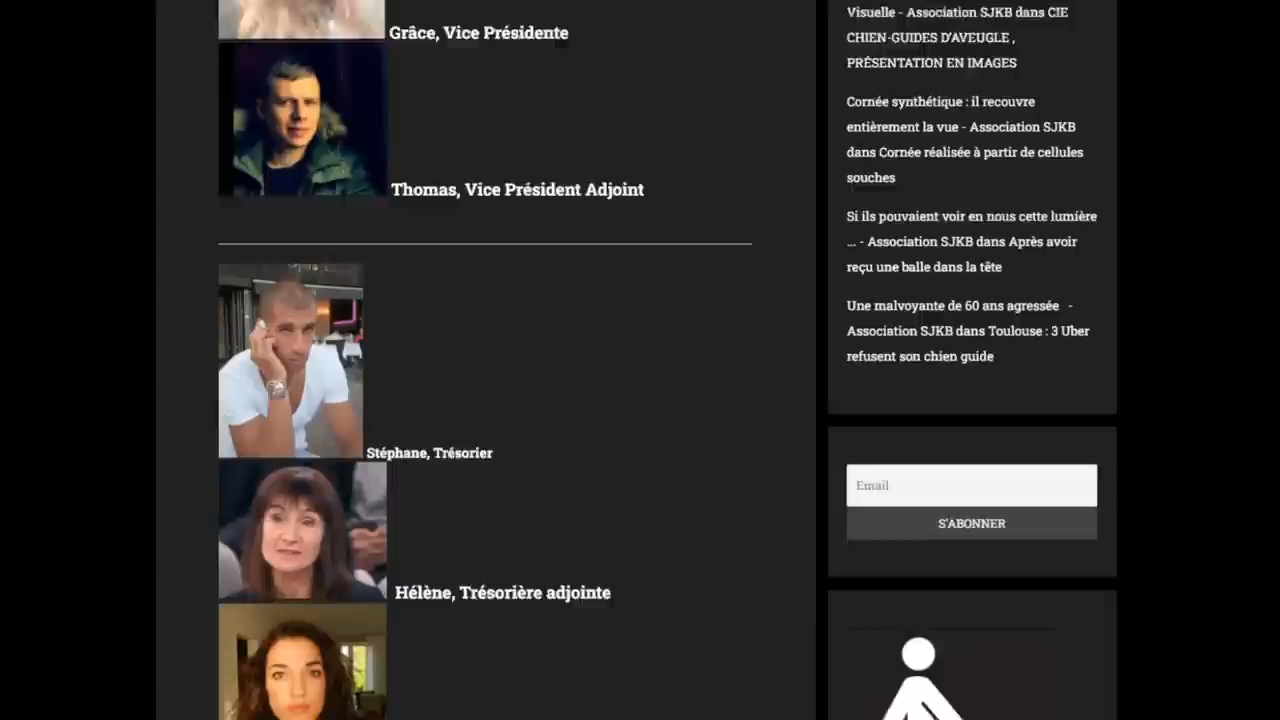 Grâce, Vice Présidente
Thomas, Vice Président Adjoint
Stéphane, Trésorier
Hélène, Trésorière adjointe
Visuelle - Association SJKB dans CIE
CHIEN-GUIDES D'AVEUGLE ,
PRÉSENTATION EN IMAGES
Cornée synthétique : il recouvre
entièrement la vue - Association SJKB
dans Cornée réalisée à partir de cellules
souches
Si ils pouvaient voir en nous cette lumière
... - Association SJKB dans Après avoir
reçu une balle dans la tête
Une malvoyante de 60 ans agressée -
Association SJKB dans Toulouse : 3 Uber
refusent son chien guide
Email
S'ABONNER